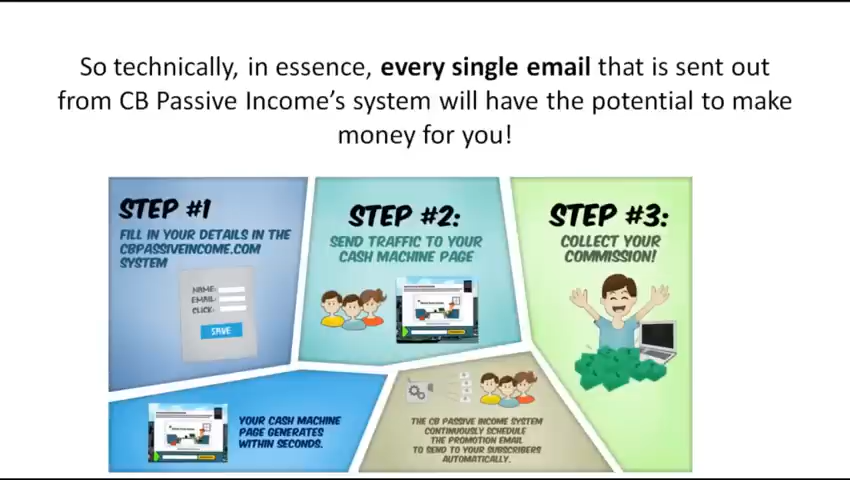 So technically, in essence, every single email that is sent out
from CB Passive Income's system will have the potential to make
money for you!
STEP #1
FILL IN YOUR DETAILS IN THE
CBPASSIVEINCOME.COM
SYSTEM
NAME:
EMAIL:
CLICK:
SAVE
STEP #2:
SEND TRAFFIC TO YOUR
CASH MACHINE PAGE
STEP #3:
COLLECT YOUR
COMMISSION!
YOUR CASH MACHINE
PAGE GENERATES
WITHIN SECONDS.
THE CB PASSIVE INCOME SYSTEM
CONTINUOUSLY SCHEDULE
THE PROMOTION EMAIL
TO SEND TO YOUR SUBSCRIBERS
AUTOMATICALLY.